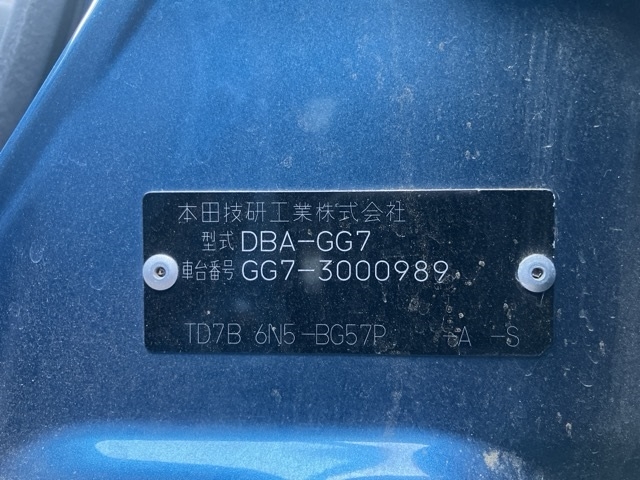 本田技研工業株式会社
型式 DBA-GG7
車台番号 GG7-3000989
TD7B 6N5-BG57P -A -S